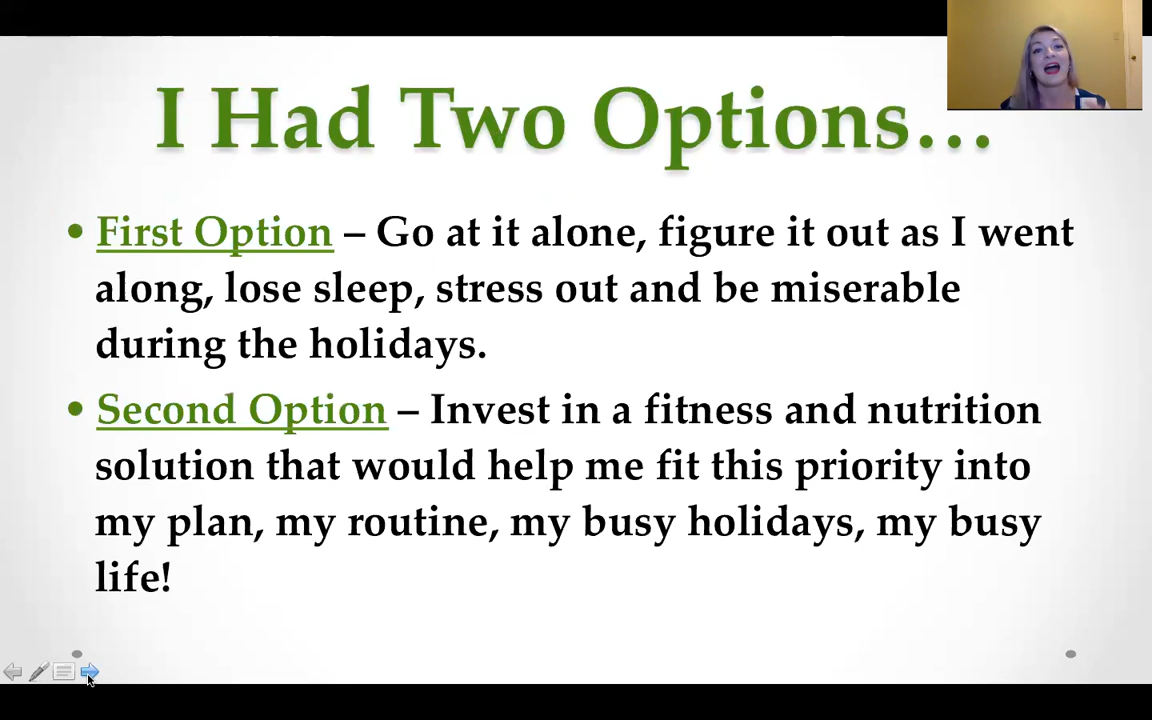 I Had Two Options…
• First Option – Go at it alone, figure it out as I went
along, lose sleep, stress out and be miserable
during the holidays.
• Second Option – Invest in a fitness and nutrition
solution that would help me fit this priority into
my plan, my routine, my busy holidays, my busy
life!